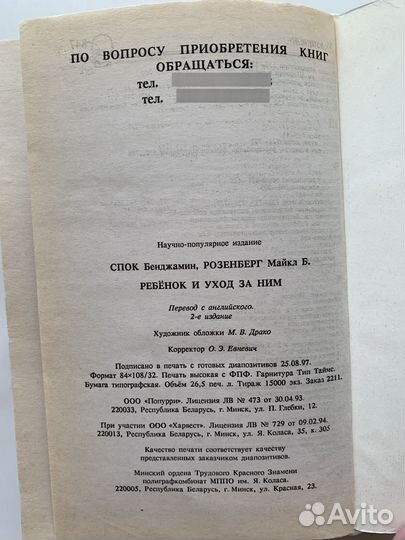 ПО ВОПРОСУ ПРИОБРЕТЕНИЯ КНИГ
ОБРАЩАТЬСЯ:
тел.
тел.
Научно-популярное издание
СПОК Бенджамин, РОЗЕНБЕРГ Майкл Б.
РЕБЁНОК И УХОД ЗА НИМ
Перевод с английского.
2-е издание
Художник обложки М. В. Драко
Корректор О. Э. Евневич
Подписано в печать с готовых диапозитивов 25.08.97.
Формат 84×108/32. Печать высокая с ФПФ. Гарнитура Тип Таймс.
Бумага типографская. Объём 26,5 печ. л. Тираж 15000 экз. Заказ 2211.
ООО «Попурри». Лицензия ЛВ № 473 от 30.04.93.
220033, Республика Беларусь, г. Минск, ул. П. Глебки, 12.
При участии ООО «Харвест». Лицензия ЛВ № 729 от 09.02.94.
220013, Республика Беларусь, г. Минск, ул. Я. Коласа, 35, к. 305
Качество печати соответствует качеству
представленных заказчиком диапозитивов.
Минский ордена Трудового Красного Знамени
полиграфкомбинат МППО им. Я. Коласа.
220005, Республика Беларусь, г. Минск, ул. Красная, 23.
Avito